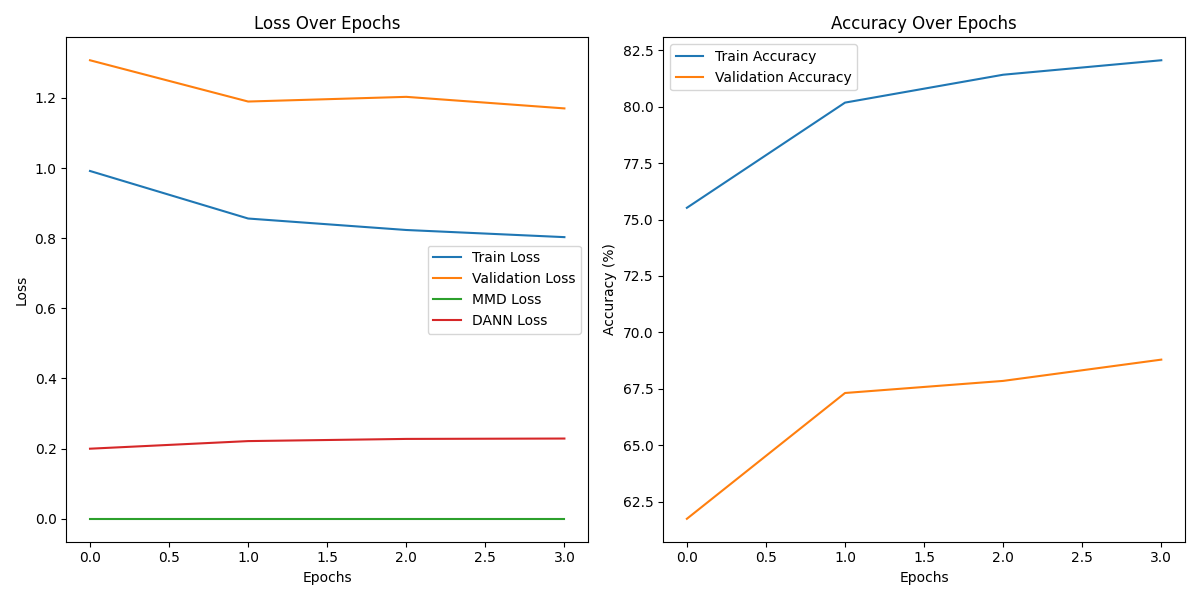 Loss Over Epochs
Loss
1.2
1.0
0.8
0.6
0.4
0.2
0.0
Train Loss
Validation Loss
MMD Loss
DANN Loss
0.0 0.5 1.0 1.5 2.0 2.5 3.0
Epochs
Accuracy Over Epochs
Accuracy (%)
82.5
80.0
77.5
75.0
72.5
70.0
67.5
65.0
62.5
Train Accuracy
Validation Accuracy
0.0 0.5 1.0 1.5 2.0 2.5 3.0
Epochs